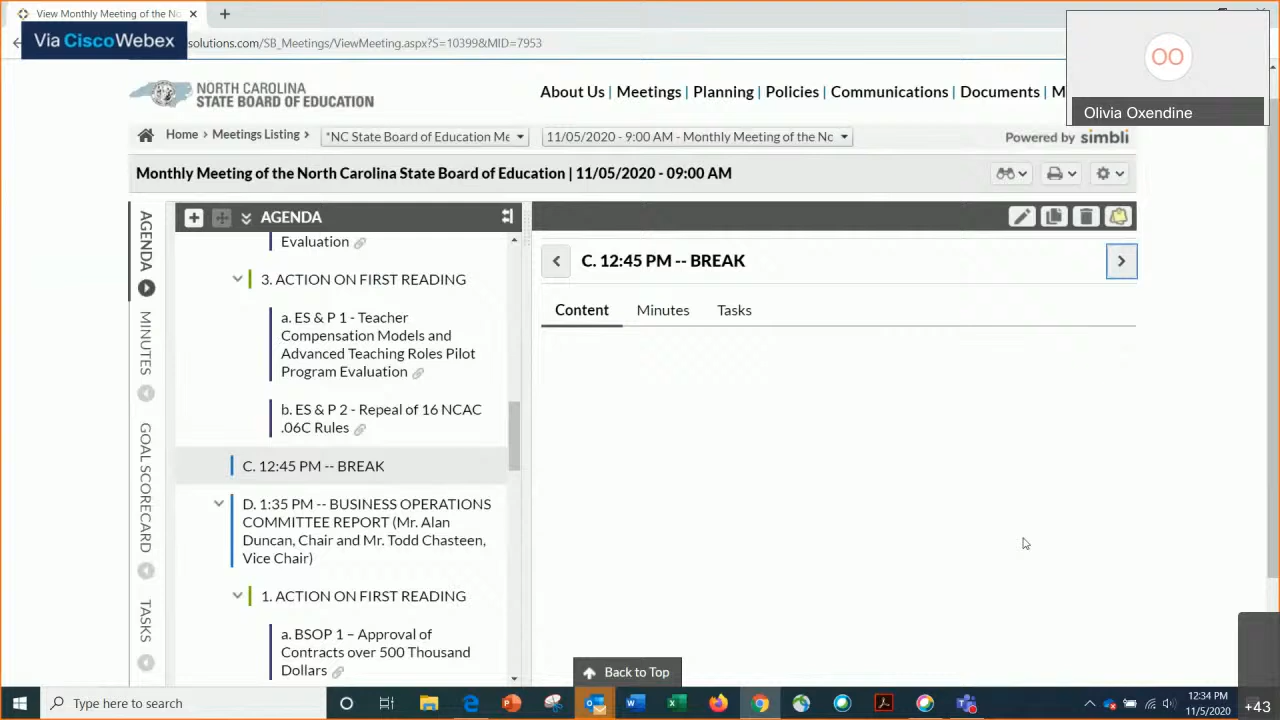 View Monthly Meeting of the No
Via Cisco Webex
solutions.com/SB_Meetings/ViewMeeting.aspx?S=10399&MID=7953
OO
Olivia Oxendine
NORTH CAROLINA
STATE BOARD OF EDUCATION
About Us | Meetings | Planning | Policies | Communications | Documents | M
Home > Meetings Listing >
*NC State Board of Education Me
11/05/2020 - 9:00 AM - Monthly Meeting of the Nc
Powered by simbli
Monthly Meeting of the North Carolina State Board of Education | 11/05/2020 - 09:00 AM
AGENDA
MINUTES
GOAL SCORECARD
TASKS
AGENDA
Evaluation
3. ACTION ON FIRST READING
a. ES & P 1 - Teacher
Compensation Models and
Advanced Teaching Roles Pilot
Program Evaluation
b. ES & P 2 - Repeal of 16 NCAC
.06C Rules
C. 12:45 PM -- BREAK
D. 1:35 PM -- BUSINESS OPERATIONS
COMMITTEE REPORT (Mr. Alan
Duncan, Chair and Mr. Todd Chasteen,
Vice Chair)
1. ACTION ON FIRST READING
a. BSOP 1 – Approval of
Contracts over 500 Thousand
Dollars
C. 12:45 PM -- BREAK
Content Minutes Tasks
Back to Top
Type here to search
12:34 PM
11/5/2020
+43